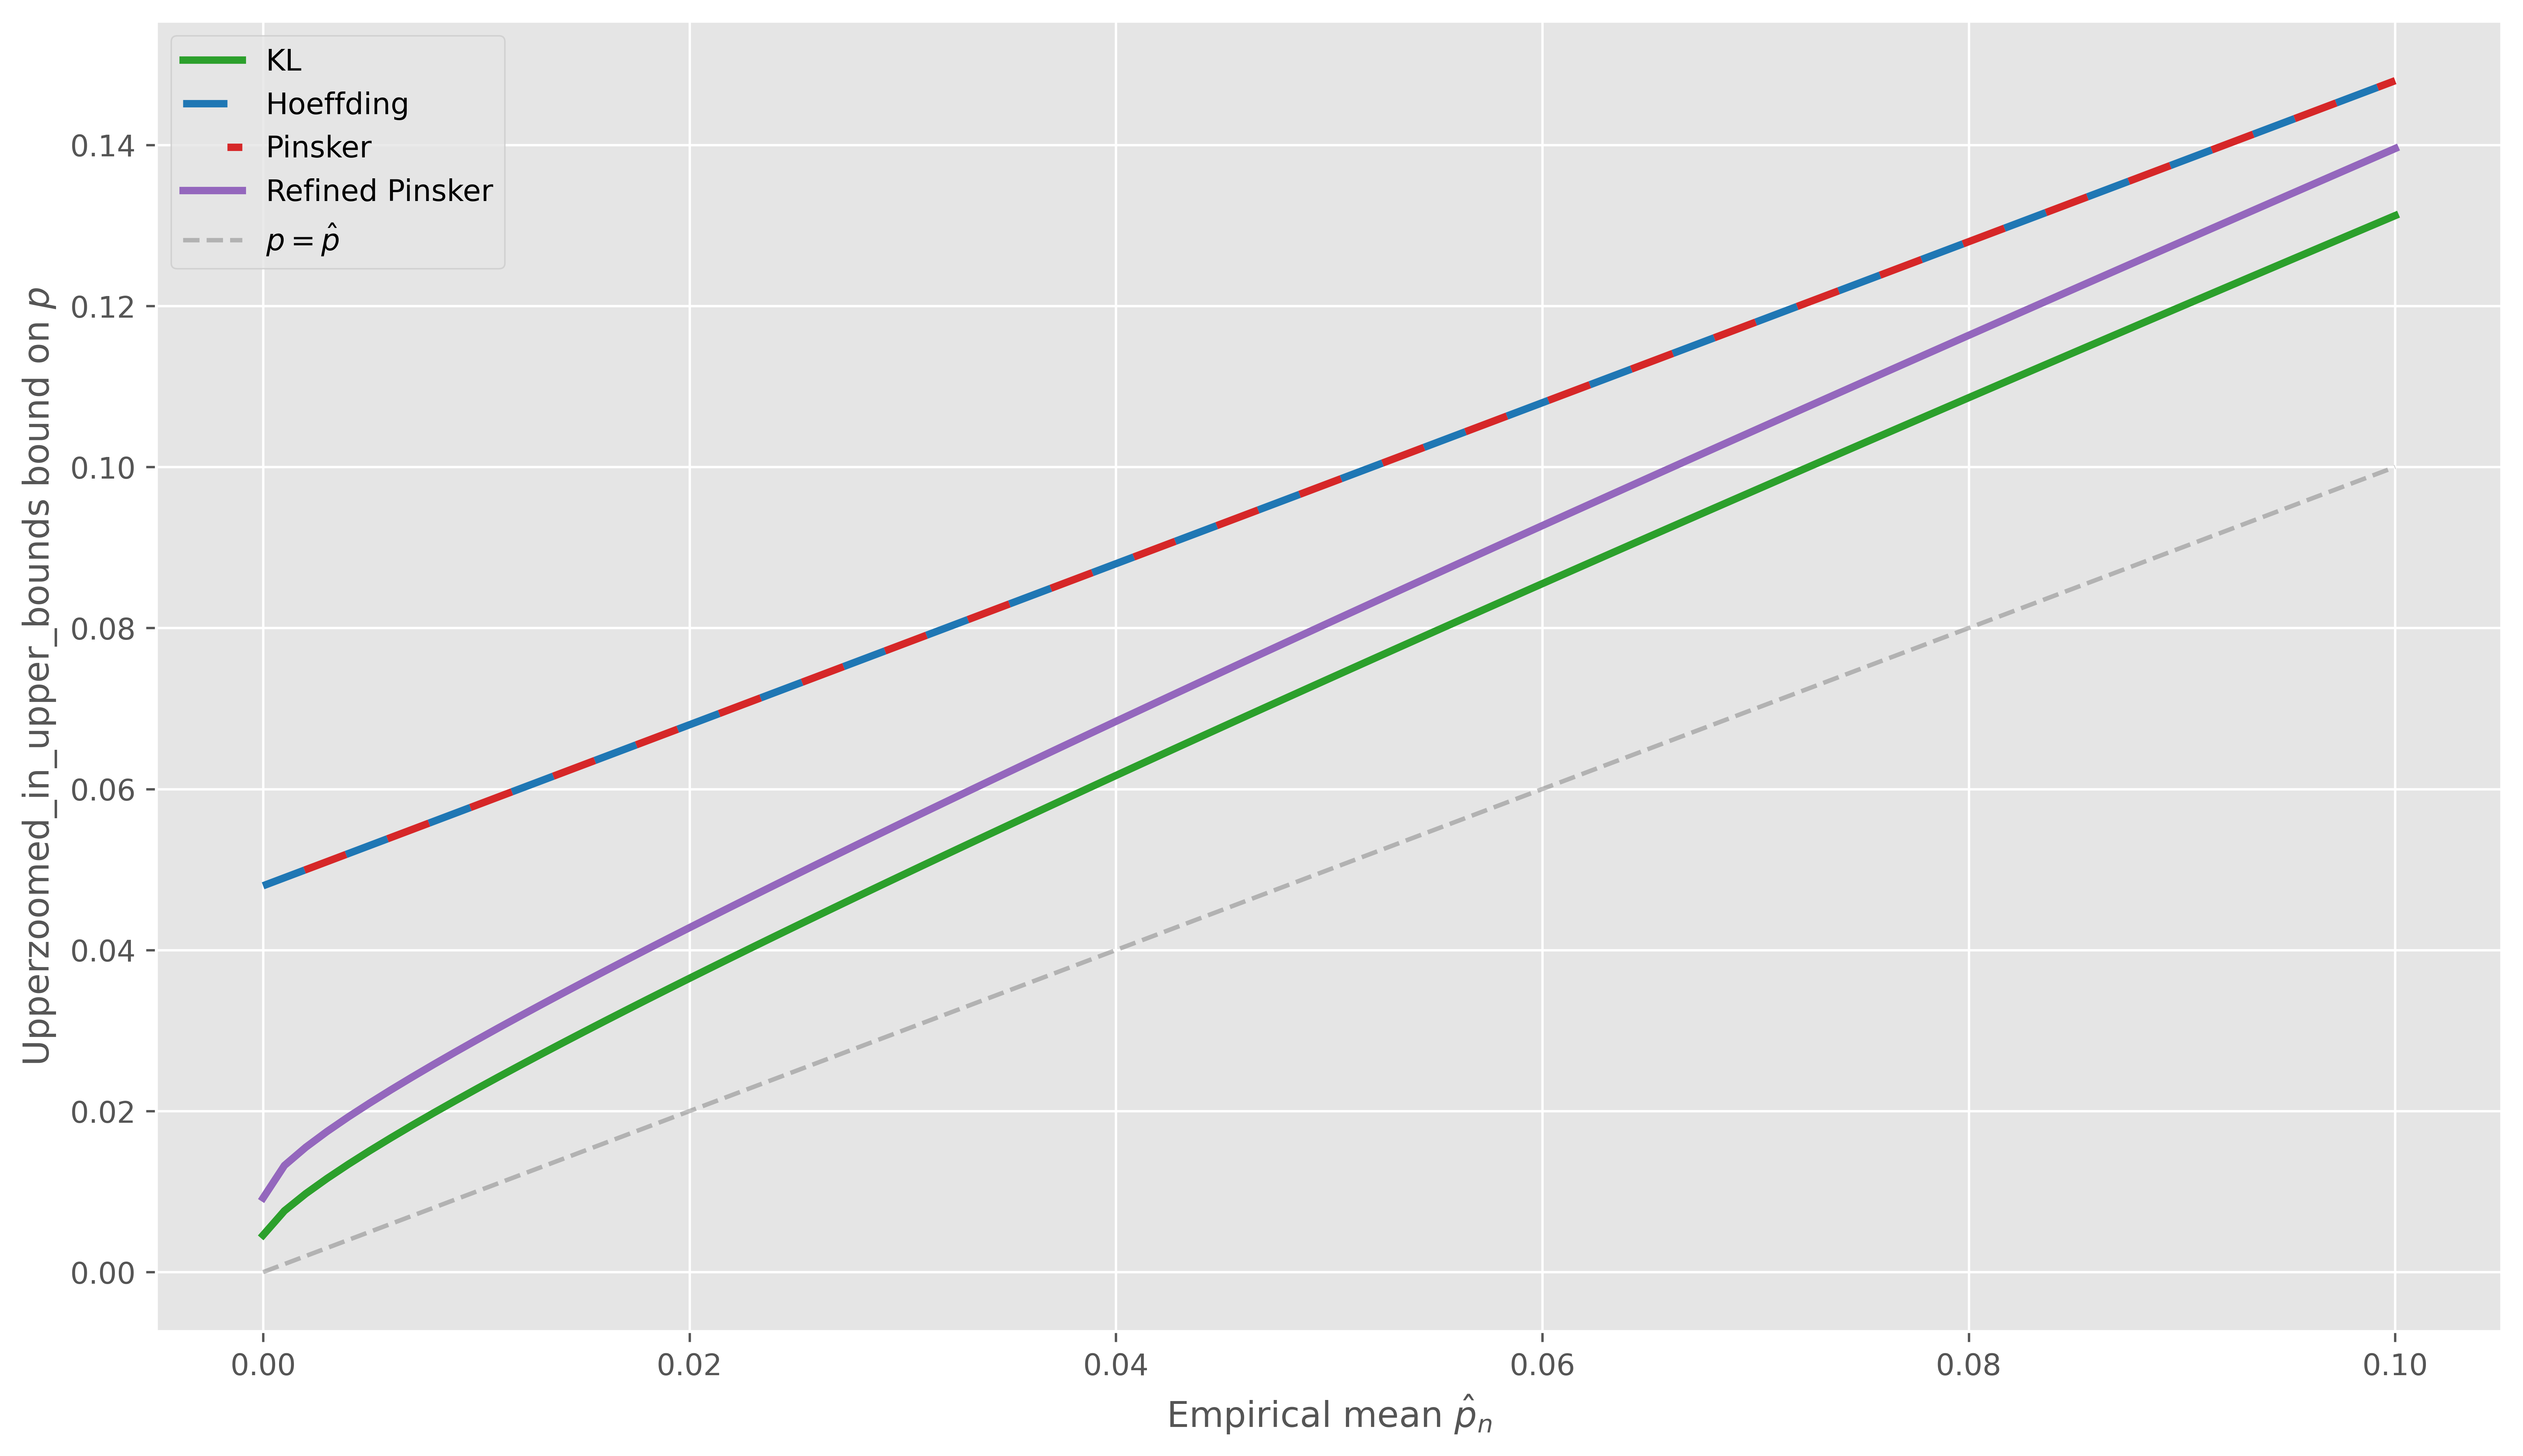 KL
Hoeffding
Pinsker
Refined Pinsker
p = p̂
Upperzoomed_in_upper_bounds bound on p
0.14
0.12
0.10
0.08
0.06
0.04
0.02
0.00
0.00 0.02 0.04 0.06 0.08 0.10
Empirical mean p̂ₙ